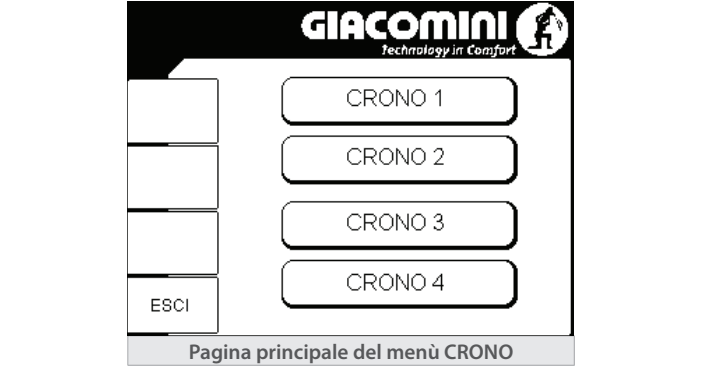 GIACOMINI
Technology in Comfort
CRONO 1
CRONO 2
CRONO 3
CRONO 4
ESCI
Pagina principale del menù CRONO